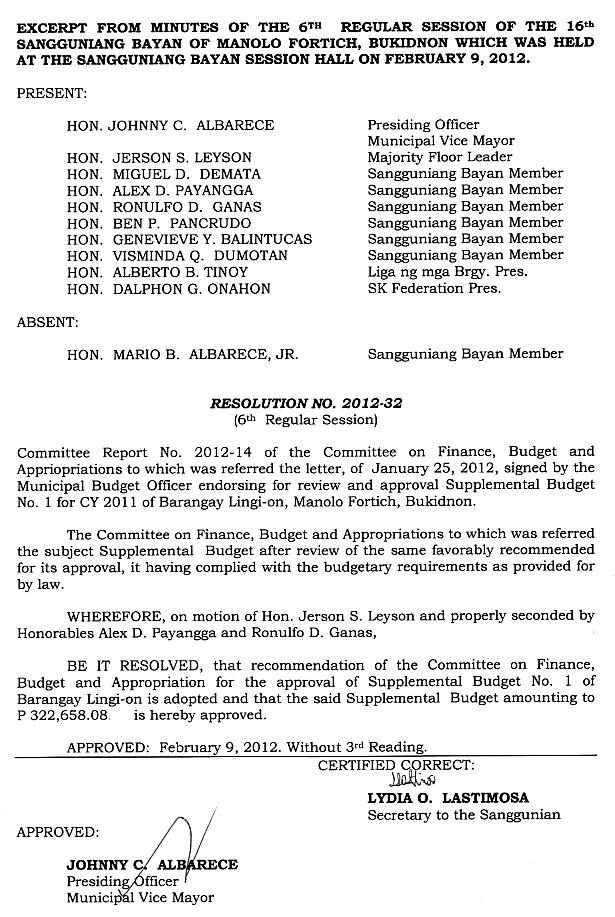 EXCERPT FROM MINUTES OF THE 6TH REGULAR SESSION OF THE 16th
SANGGUNIANG BAYAN OF MANOLO FORTICH, BUKIDNON WHICH WAS HELD
AT THE SANGGUNIANG BAYAN SESSION HALL ON FEBRUARY 9, 2012.
PRESENT:
HON. JOHNNY C. ALBARECE Presiding Officer
Municipal Vice Mayor
HON. JERSON S. LEYSON Majority Floor Leader
HON. MIGUEL D. DEMATA Sangguniang Bayan Member
HON. ALEX D. PAYANGGA Sangguniang Bayan Member
HON. RONULFO D. GANAS Sangguniang Bayan Member
HON. BEN P. PANCRUDO Sangguniang Bayan Member
HON. GENEVIEVE Y. BALINTUCAS Sangguniang Bayan Member
HON. VISMINDA Q. DUMOTAN Sangguniang Bayan Member
HON. ALBERTO B. TINOY Liga ng mga Brgy. Pres.
HON. DALPHON G. ONAHON SK Federation Pres.
ABSENT:
HON. MARIO B. ALBARECE, JR. Sangguniang Bayan Member
RESOLUTION NO. 2012-32
(6th Regular Session)
Committee Report No. 2012-14 of the Committee on Finance, Budget and
Appriopriations to which was referred the letter, of January 25, 2012, signed by the
Municipal Budget Officer endorsing for review and approval Supplemental Budget
No. 1 for CY 2011 of Barangay Lingi-on, Manolo Fortich, Bukidnon.
The Committee on Finance, Budget and Appropriations to which was referred
the subject Supplemental Budget after review of the same favorably recommended
for its approval, it having complied with the budgetary requirements as provided for
by law.
WHEREFORE, on motion of Hon. Jerson S. Leyson and properly seconded by
Honorables Alex D. Payangga and Ronulfo D. Ganas,
BE IT RESOLVED, that recommendation of the Committee on Finance,
Budget and Appropriation for the approval of Supplemental Budget No. 1 of
Barangay Lingi-on is adopted and that the said Supplemental Budget amounting to
P 322,658.08. is hereby approved.
APPROVED: February 9, 2012. Without 3rd Reading.
CERTIFIED CORRECT:
LYDIA O. LASTIMOSA
Secretary to the Sanggunian
APPROVED:
JOHNNY C. ALBARECE
Presiding Officer
Municipal Vice Mayor